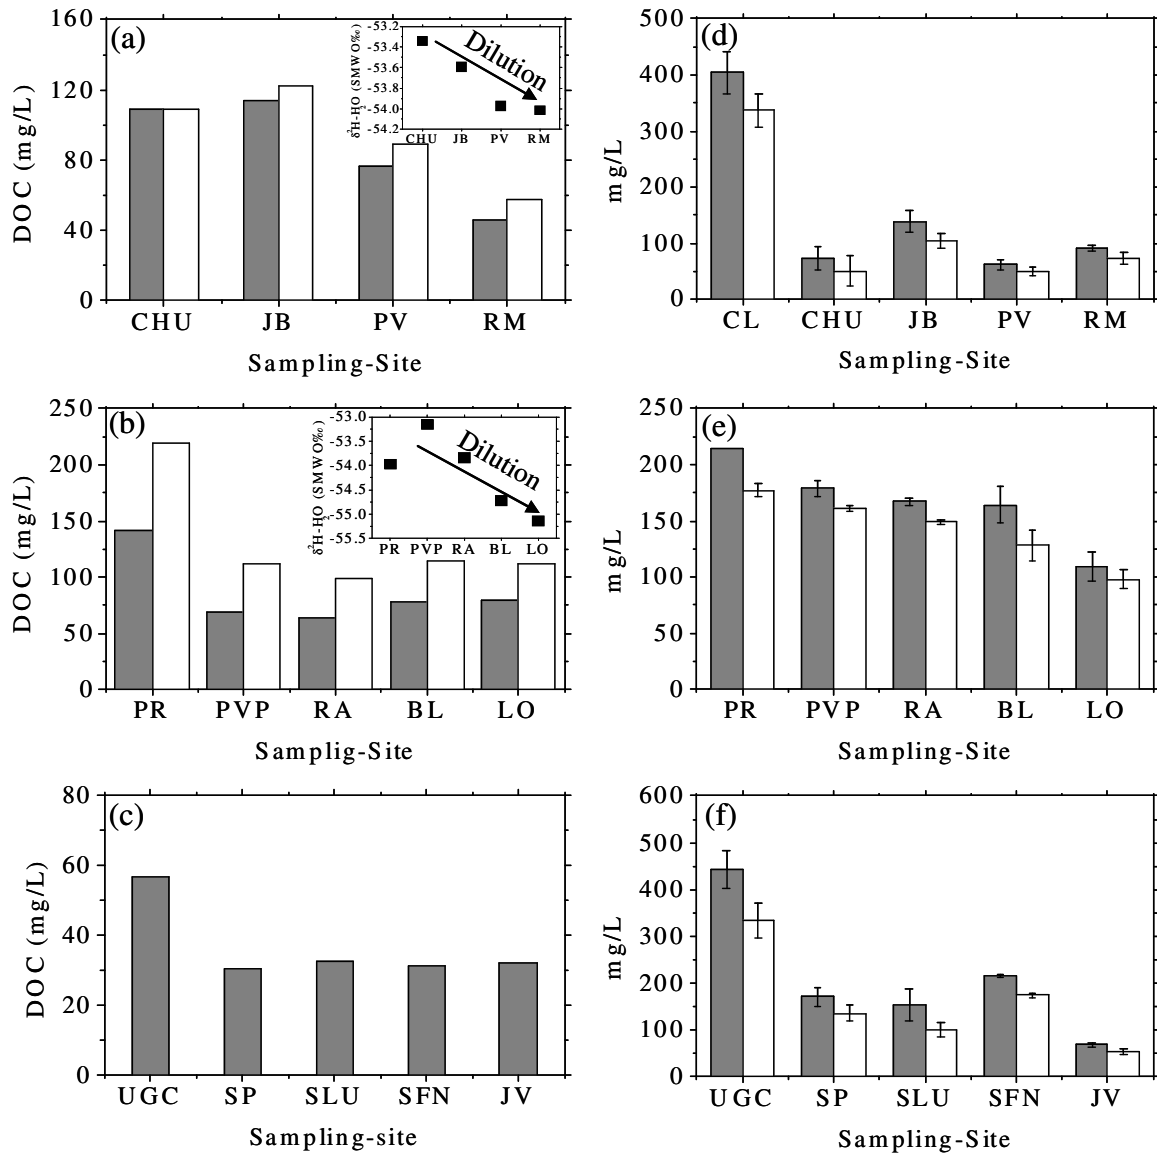 (a)
DOC (mg/L)
160
120
80
40
0
CHU JB PV RM
Sampling-Site
δ²H-H₂O (SMWO‰)
-53.2
-53.6
-54.0
-54.2
Dilution
CHU JB PV RM
(d)
mg/L
500
400
300
200
100
0
CL CHU JB PV RM
Sampling-Site
(b)
DOC (mg/L)
250
200
150
100
50
0
PR PVP RA BL LO
Samplig-Site
δ²H-H₂O (SMWO‰)
-53.0
-53.5
-54.0
-54.5
-55.0
-55.5
Dilution
PR PVP RA BL LO
(e)
mg/L
250
200
150
100
50
0
PR PVP RA BL LO
Sampling-Site
(c)
DOC (mg/L)
80
60
40
20
0
UGC SP SLU SFN JV
Sampling-site
(f)
mg/L
600
500
400
300
200
100
0
UGC SP SLU SFN JV
Sampling-Site